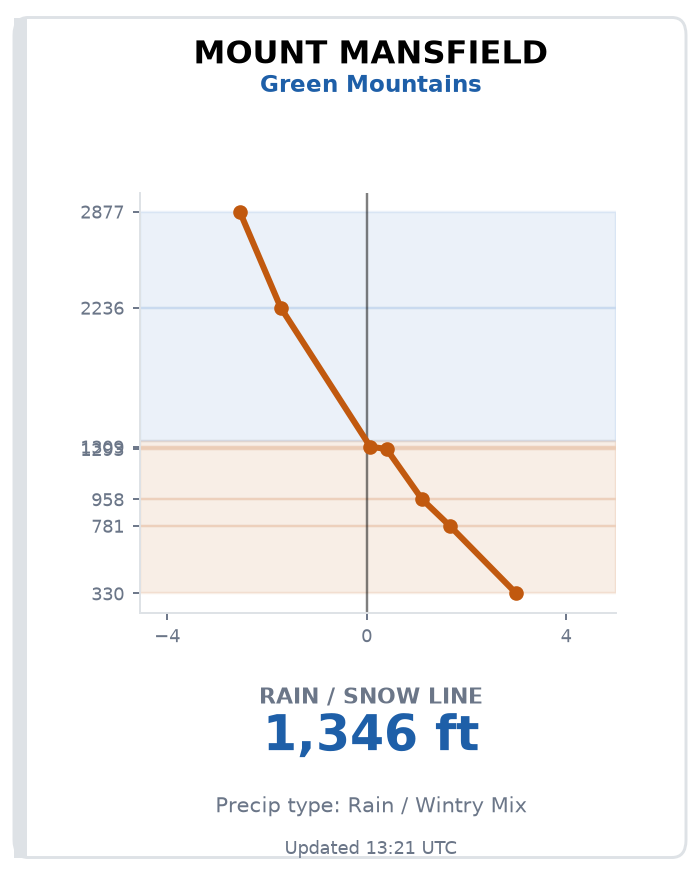 MOUNT MANSFIELD
Green Mountains
2877
2236
958
781
330
−4 0 4
RAIN / SNOW LINE
1,346 ft
Precip type: Rain / Wintry Mix
Updated 13:21 UTC